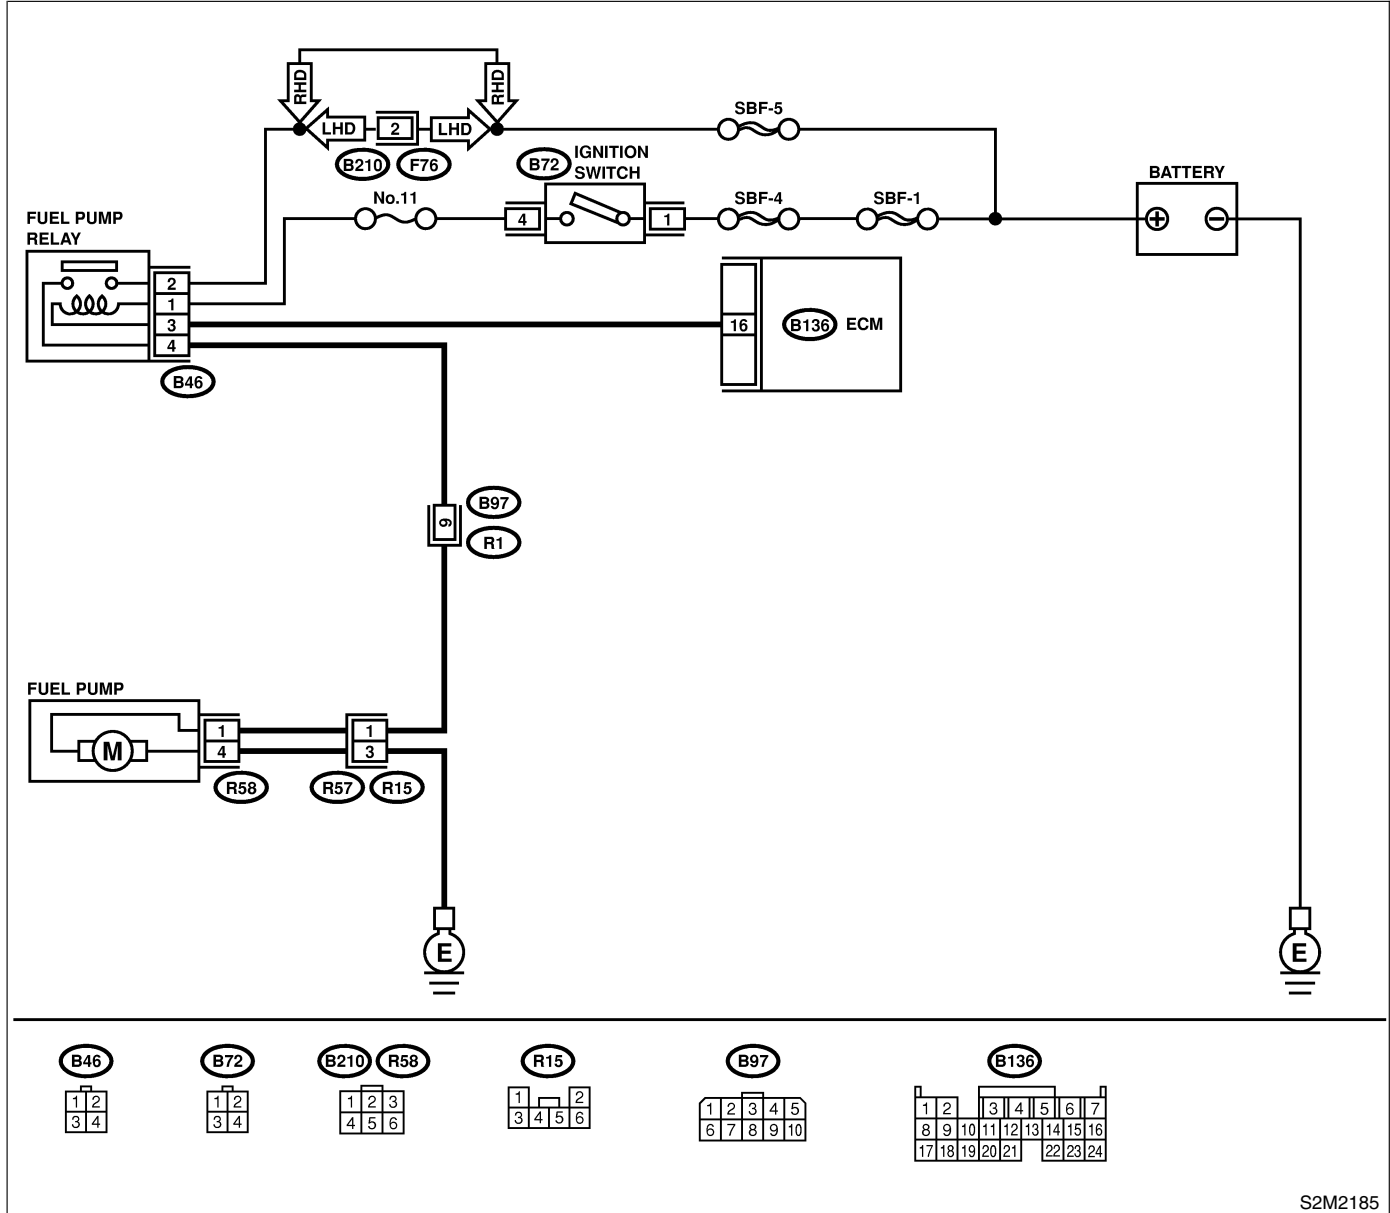 RHD
RHD
LHD
2
LHD
B210
F76
SBF-5
B72
IGNITION
SWITCH
BATTERY
No.11
4
1
SBF-4
SBF-1
+
−
FUEL PUMP
RELAY
2
1
3
4
B46
16
B136
ECM
9
B97
R1
FUEL PUMP
M
1
4
1
3
R58
R57
R15
E
E
B46
1 2
3 4
B72
1 2
3 4
B210 R58
1 2 3
4 5 6
R15
1 2
3 4 5 6
B97
1 2 3 4 5
6 7 8 9 10
B136
1 2 3 4 5 6 7
8 9 10 11 12 13 14 15 16
17 18 19 20 21 22 23 24
S2M2185